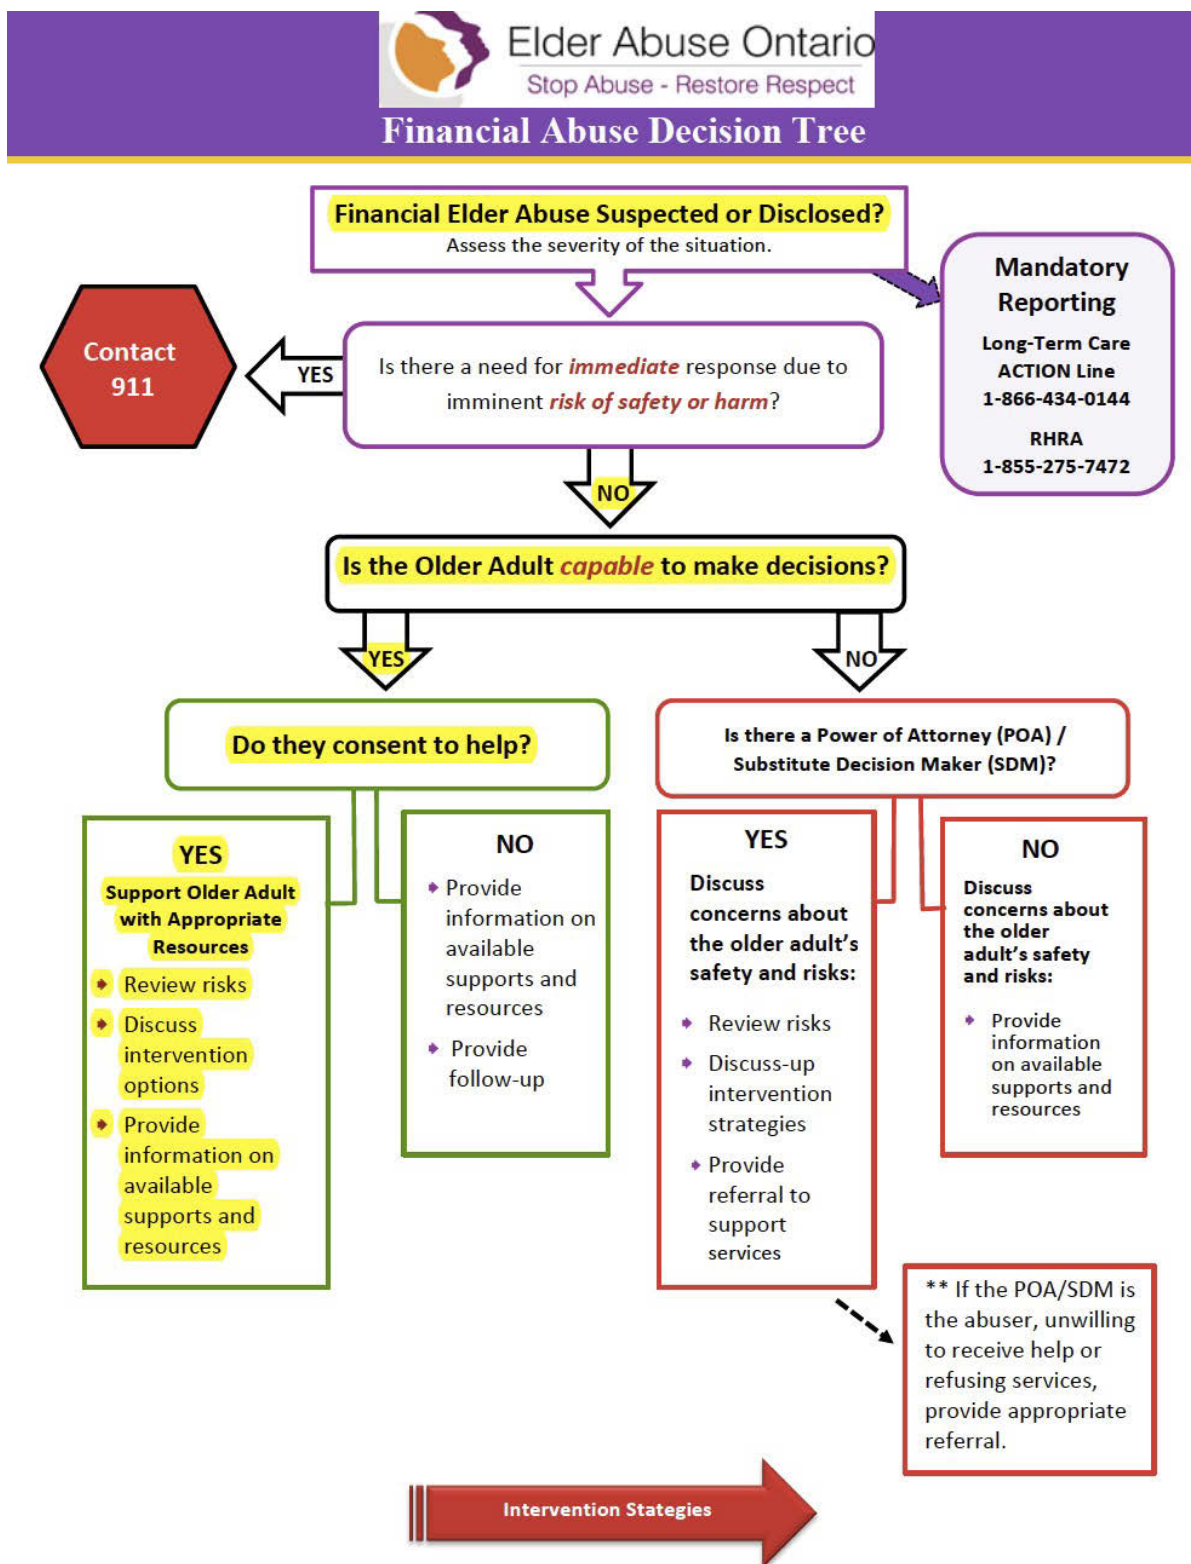 Elder Abuse Ontario
Stop Abuse - Restore Respect
Financial Abuse Decision Tree
Financial Elder Abuse Suspected or Disclosed?
Assess the severity of the situation.
Mandatory
Reporting
Long-Term Care
ACTION Line
1-866-434-0144
RHRA
1-855-275-7472
Contact
911
YES
Is there a need for immediate response due to
imminent risk of safety or harm?
NO
Is the Older Adult capable to make decisions?
YES
NO
Do they consent to help?
YES
Support Older Adult
with Appropriate
Resources
Review risks
Discuss
intervention
options
Provide
information on
available
supports and
resources
NO
Provide
information on
available
supports and
resources
Provide
follow-up
Is there a Power of Attorney (POA) /
Substitute Decision Maker (SDM)?
YES
Discuss
concerns about
the older adult's
safety and risks:
Review risks
Discuss-up
intervention
strategies
Provide
referral to
support
services
NO
Discuss
concerns about
the older
adult's safety
and risks:
Provide
information
on available
supports and
resources
** If the POA/SDM is
the abuser, unwilling
to receive help or
refusing services,
provide appropriate
referral.
Intervention Stategies